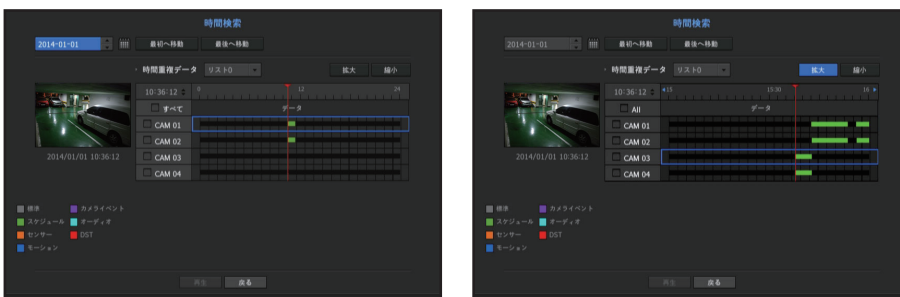 時間検索
2014-01-01 最初へ移動 最後へ移動
時間重複データ リスト0 拡大 縮小
10:36:12 0 12 24
すべて データ
CAM 01
CAM 02
CAM 03
CAM 04
2014/01/01 10:36:12
標準 カメライベント
スケジュール オーディオ
センサー DST
モーション
再生 戻る
時間検索
2014-01-01 最初へ移動 最後へ移動
時間重複データ リスト0 拡大 縮小
10:36:12 15 15:30 16
All データ
CAM 01
CAM 02
CAM 03
CAM 04
2014/01/01 10:36:12
標準 カメライベント
スケジュール オーディオ
センサー DST
モーション
再生 戻る